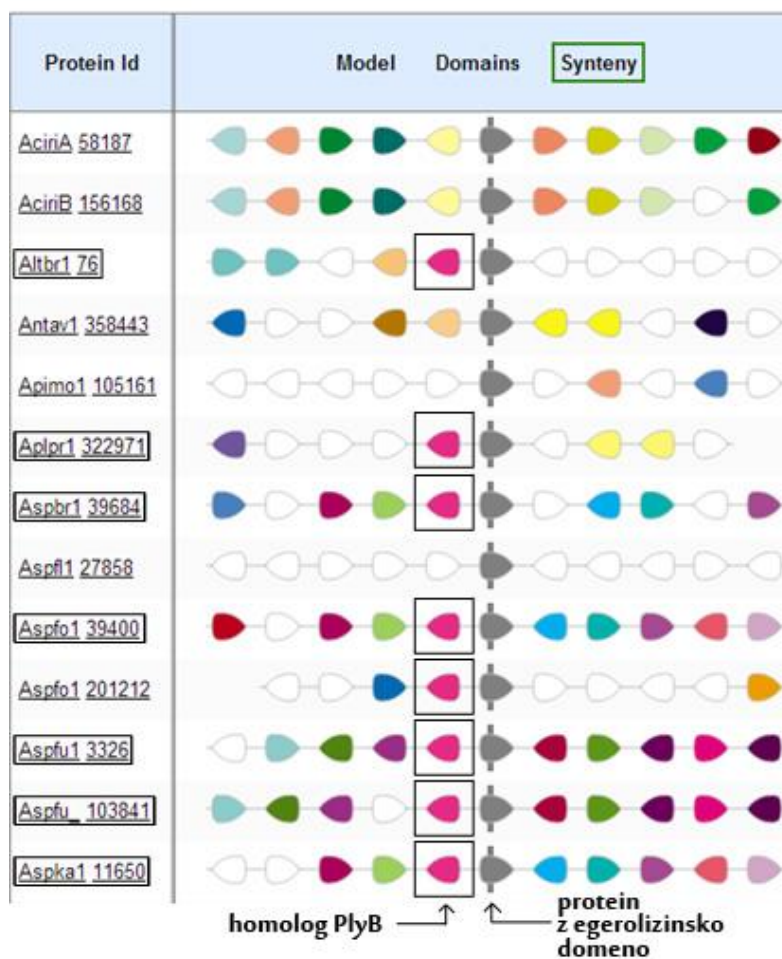 Protein Id Model Domains Synteny
AciriA 58187
AciriB 156168
Altbr1 76
Antav1 358443
Apimo1 105161
Aplpr1 322971
Aspbr1 39684
Aspfl1 27858
Aspfo1 39400
Aspfo1 201212
Aspfu1 3326
Aspfu_ 103841
Aspka1 11650
homolog PlyB
protein
z egerolizinsko
domeno